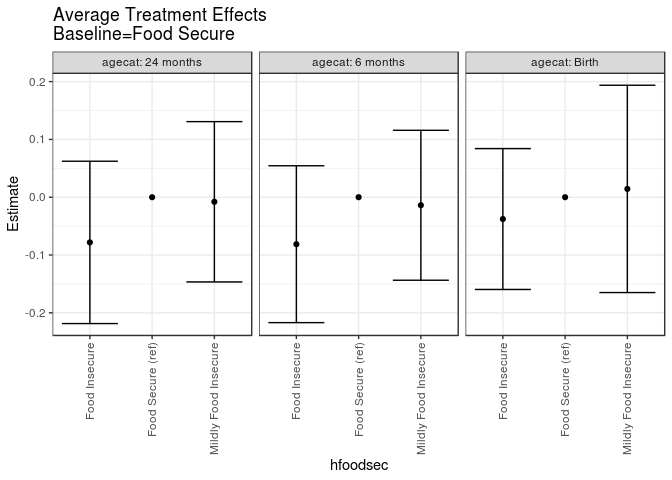 Average Treatment Effects
Baseline=Food Secure
agecat: 24 months
agecat: 6 months
agecat: Birth
Estimate
0.2
0.1
0.0
-0.1
-0.2
Food Insecure
Food Secure (ref)
Mildly Food Insecure
Food Insecure
Food Secure (ref)
Mildly Food Insecure
Food Insecure
Food Secure (ref)
Mildly Food Insecure
hfoodsec